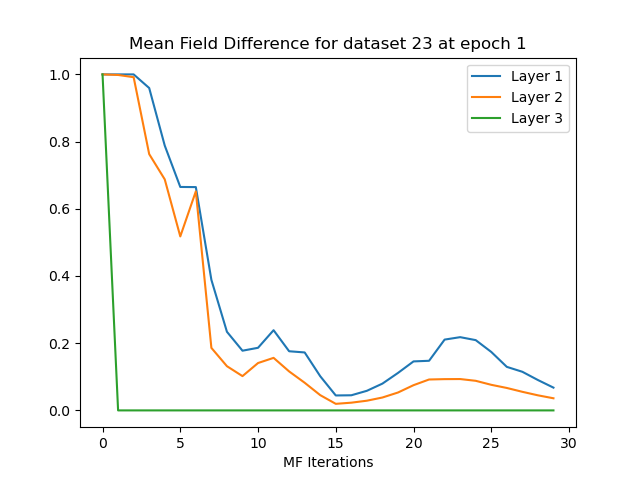 Mean Field Difference for dataset 23 at epoch 1
Layer 1
Layer 2
Layer 3
1.0
0.8
0.6
0.4
0.2
0.0
0 5 10 15 20 25 30
MF Iterations